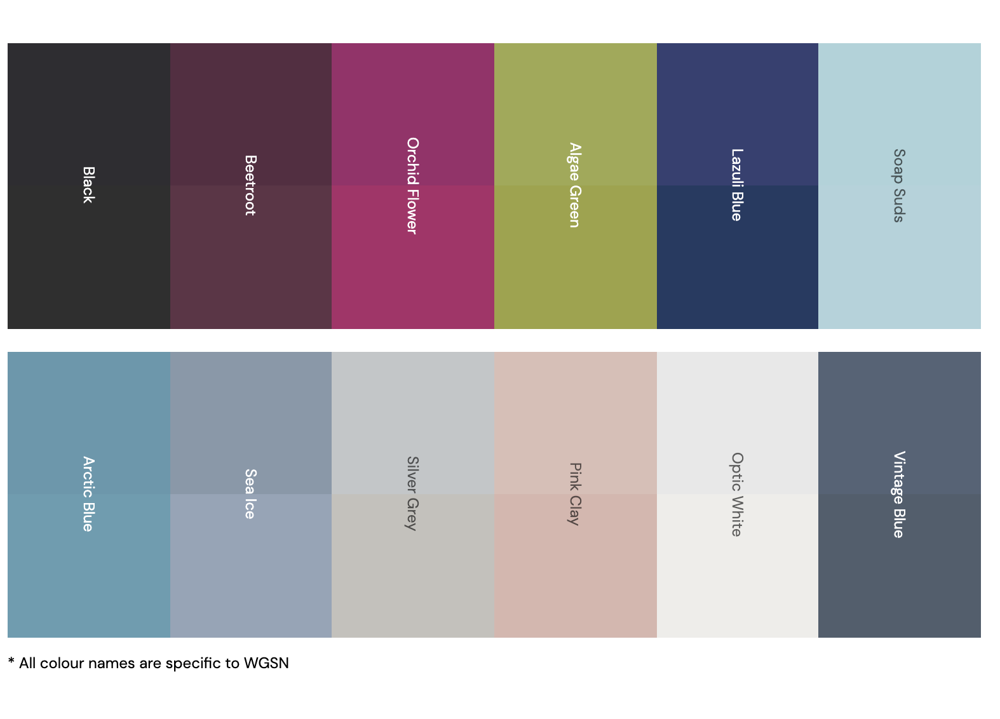 Black
Beetroot
Orchid Flower
Algae Green
Lazuli Blue
Soap Suds
Arctic Blue
Sea Ice
Silver Grey
Pink Clay
Optic White
Vintage Blue
* All colour names are specific to WGSN